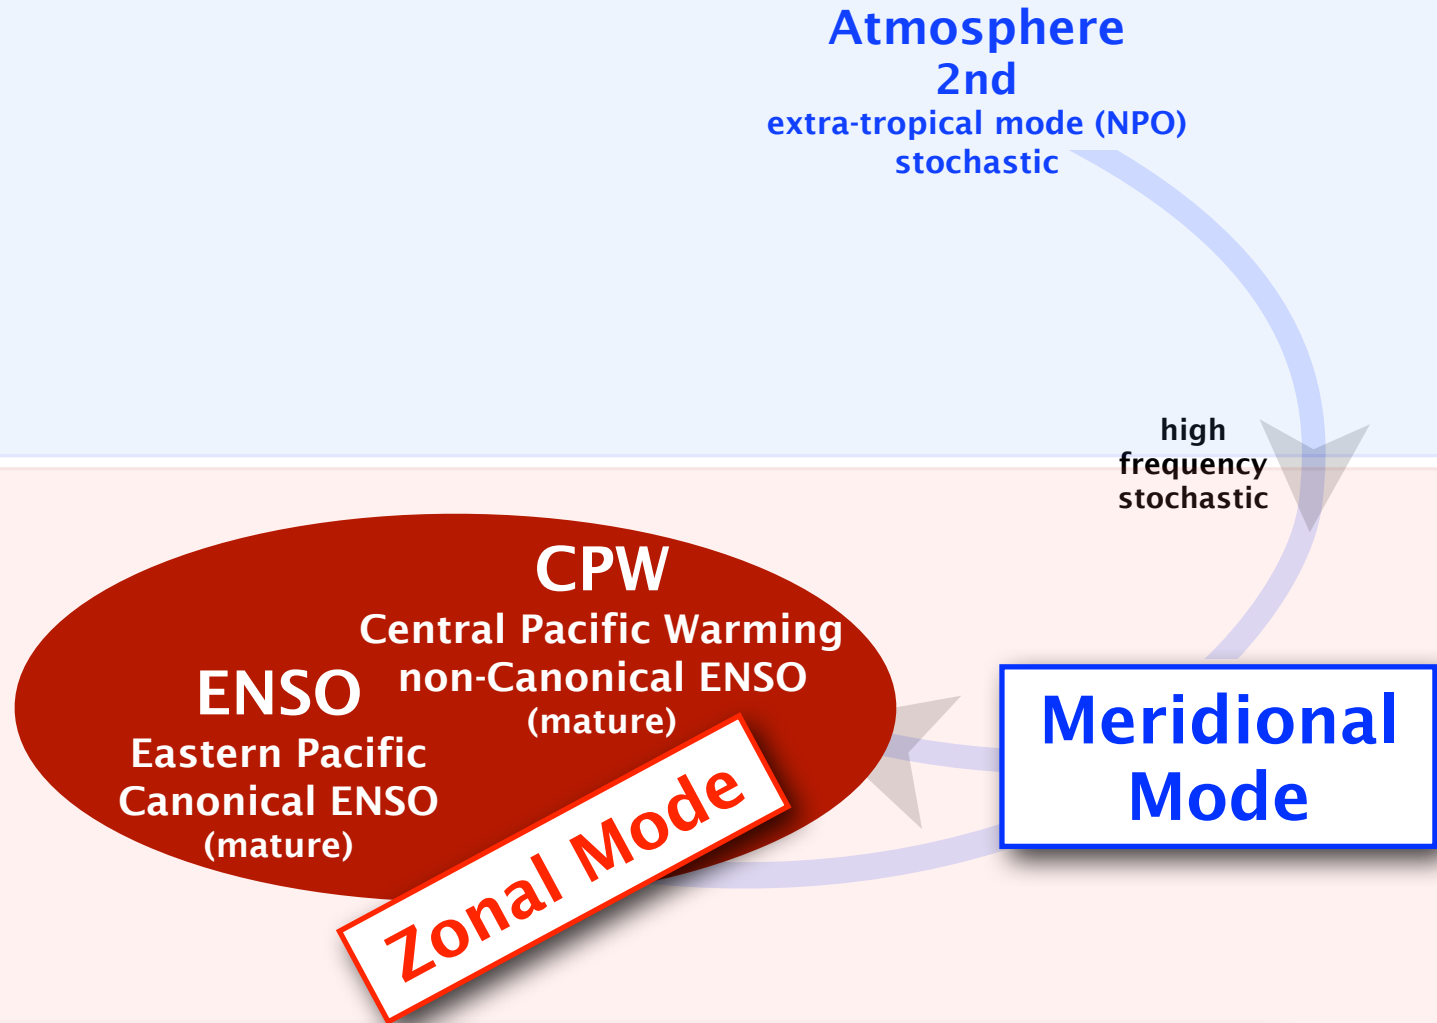 Atmosphere
2nd
extra-tropical mode (NPO)
stochastic
high
frequency
stochastic
CPW
Central Pacific Warming
non-Canonical ENSO
(mature)
ENSO
Eastern Pacific
Canonical ENSO
(mature)
Zonal Mode
Meridional
Mode